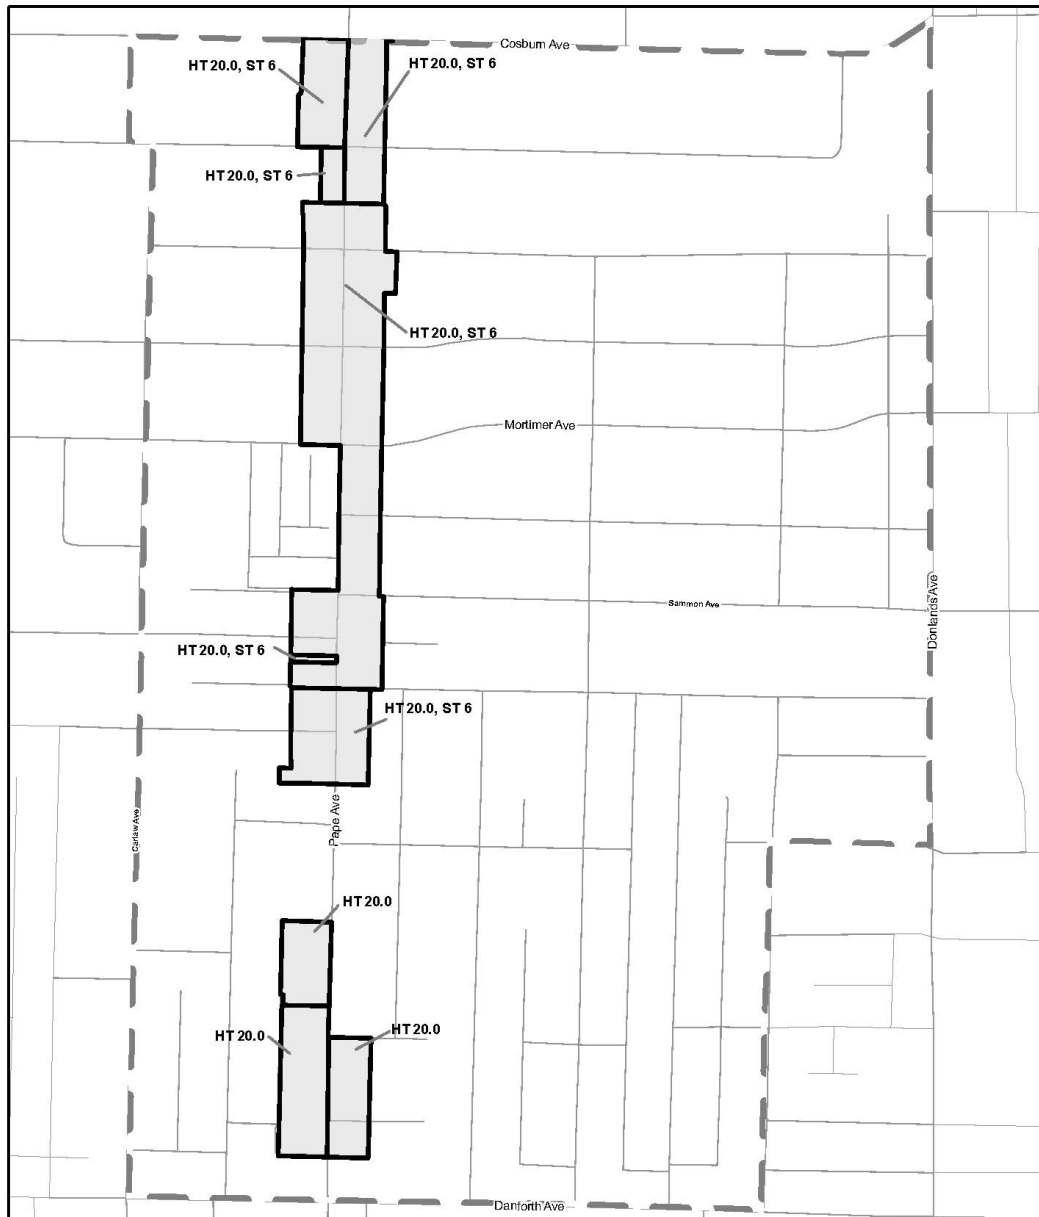 Cosburn Ave
HT 20.0, ST 6
HT 20.0, ST 6
HT 20.0, ST 6
HT 20.0, ST 6
Mortimer Ave
Sammon Ave
Donlands Ave
HT 20.0, ST 6
HT 20.0, ST 6
Pape Ave
Carlaw Ave
HT 20.0
HT 20.0
HT 20.0
Danforth Ave